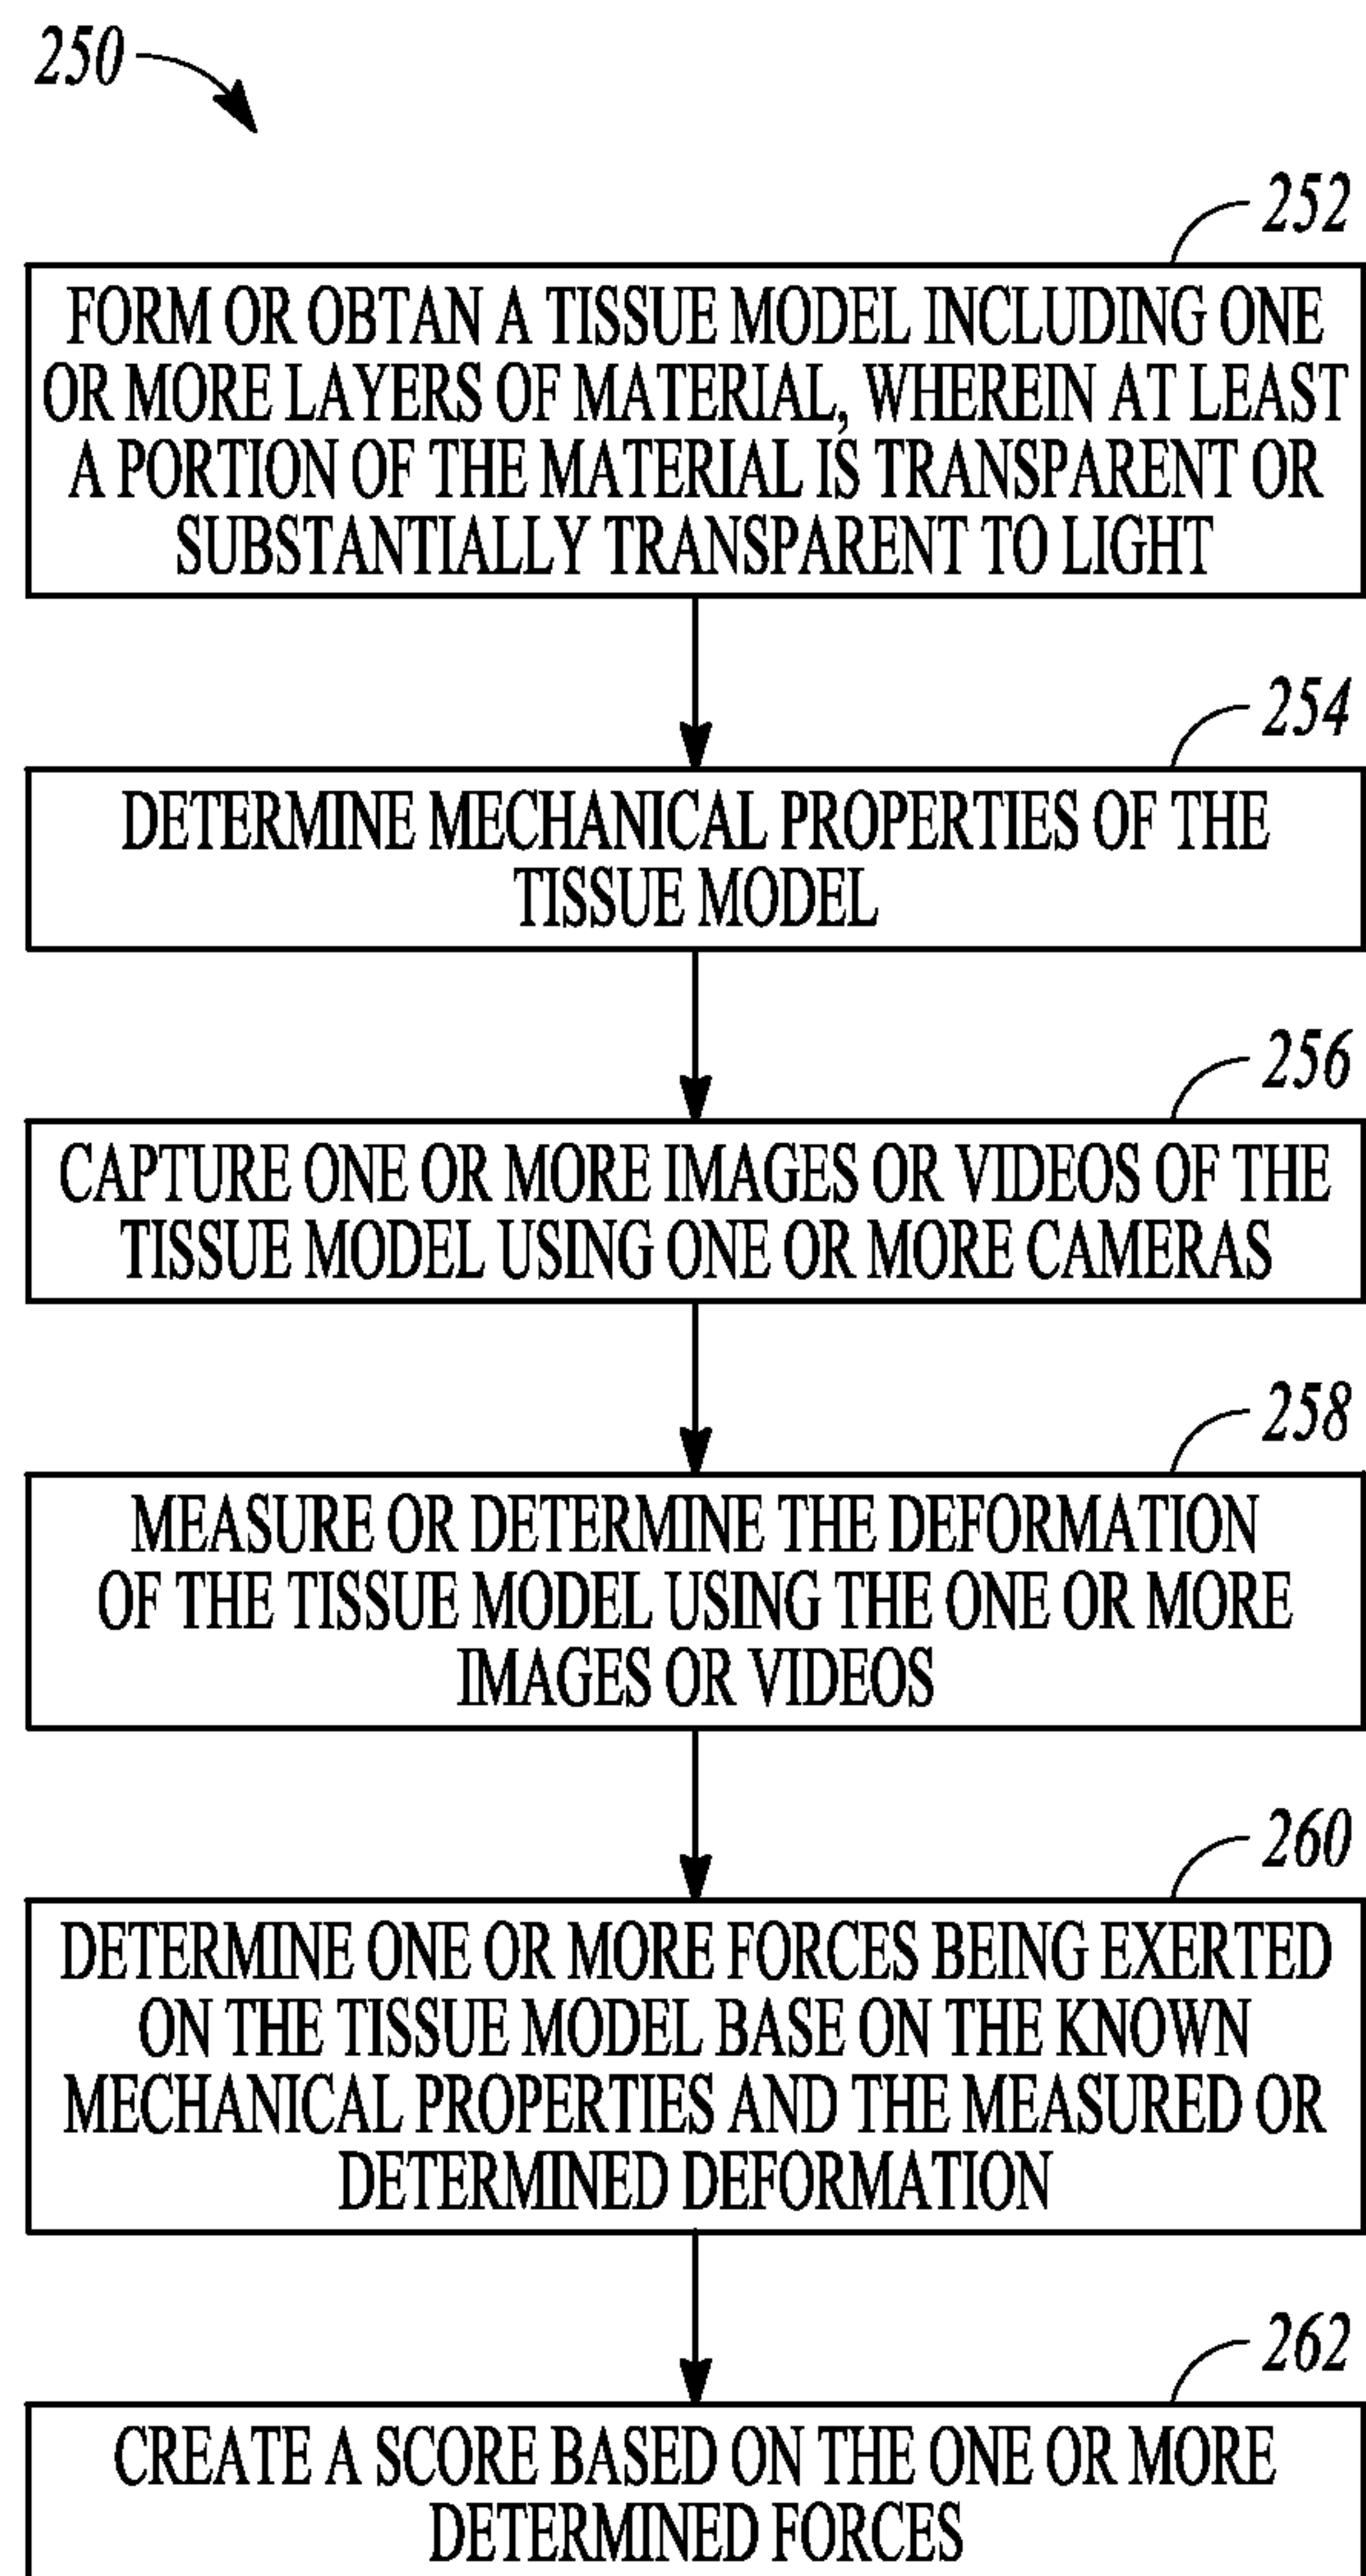 250
252
FORM OR OBTAN A TISSUE MODEL INCLUDING ONE
OR MORE LAYERS OF MATERIAL, WHEREIN AT LEAST
A PORTION OF THE MATERIAL IS TRANSPARENT OR
SUBSTANTIALLY TRANSPARENT TO LIGHT
254
DETERMINE MECHANICAL PROPERTIES OF THE
TISSUE MODEL
256
CAPTURE ONE OR MORE IMAGES OR VIDEOS OF THE
TISSUE MODEL USING ONE OR MORE CAMERAS
258
MEASURE OR DETERMINE THE DEFORMATION
OF THE TISSUE MODEL USING THE ONE OR MORE
IMAGES OR VIDEOS
260
DETERMINE ONE OR MORE FORCES BEING EXERTED
ON THE TISSUE MODEL BASE ON THE KNOWN
MECHANICAL PROPERTIES AND THE MEASURED OR
DETERMINED DEFORMATION
262
CREATE A SCORE BASED ON THE ONE OR MORE
DETERMINED FORCES